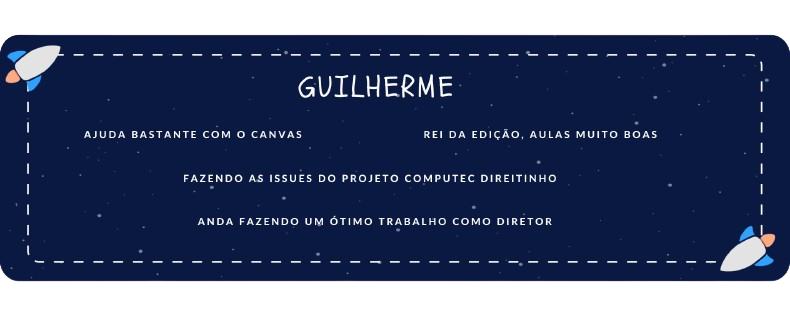 GUILHERME
AJUDA BASTANTE COM O CANVAS
REI DA EDIÇÃO, AULAS MUITO BOAS
FAZENDO AS ISSUES DO PROJETO COMPUTEC DIREITINHO
ANDA FAZENDO UM ÓTIMO TRABALHO COMO DIRETOR